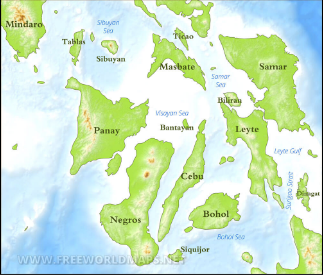 Mindaro
Sibuyan
Sea
Ticao
Tablas
Sibuyan
Masbate
Samar
Samar
Sea
Biliran
Visayan Sea
Panay
Bantayan
Leyte
Leyte Gulf
Cebu
Surigao Strait
Dinagat
Negros
Bohol
Bohol Sea
Siquijor
© WWW.FREEWORLDMAPS.NET